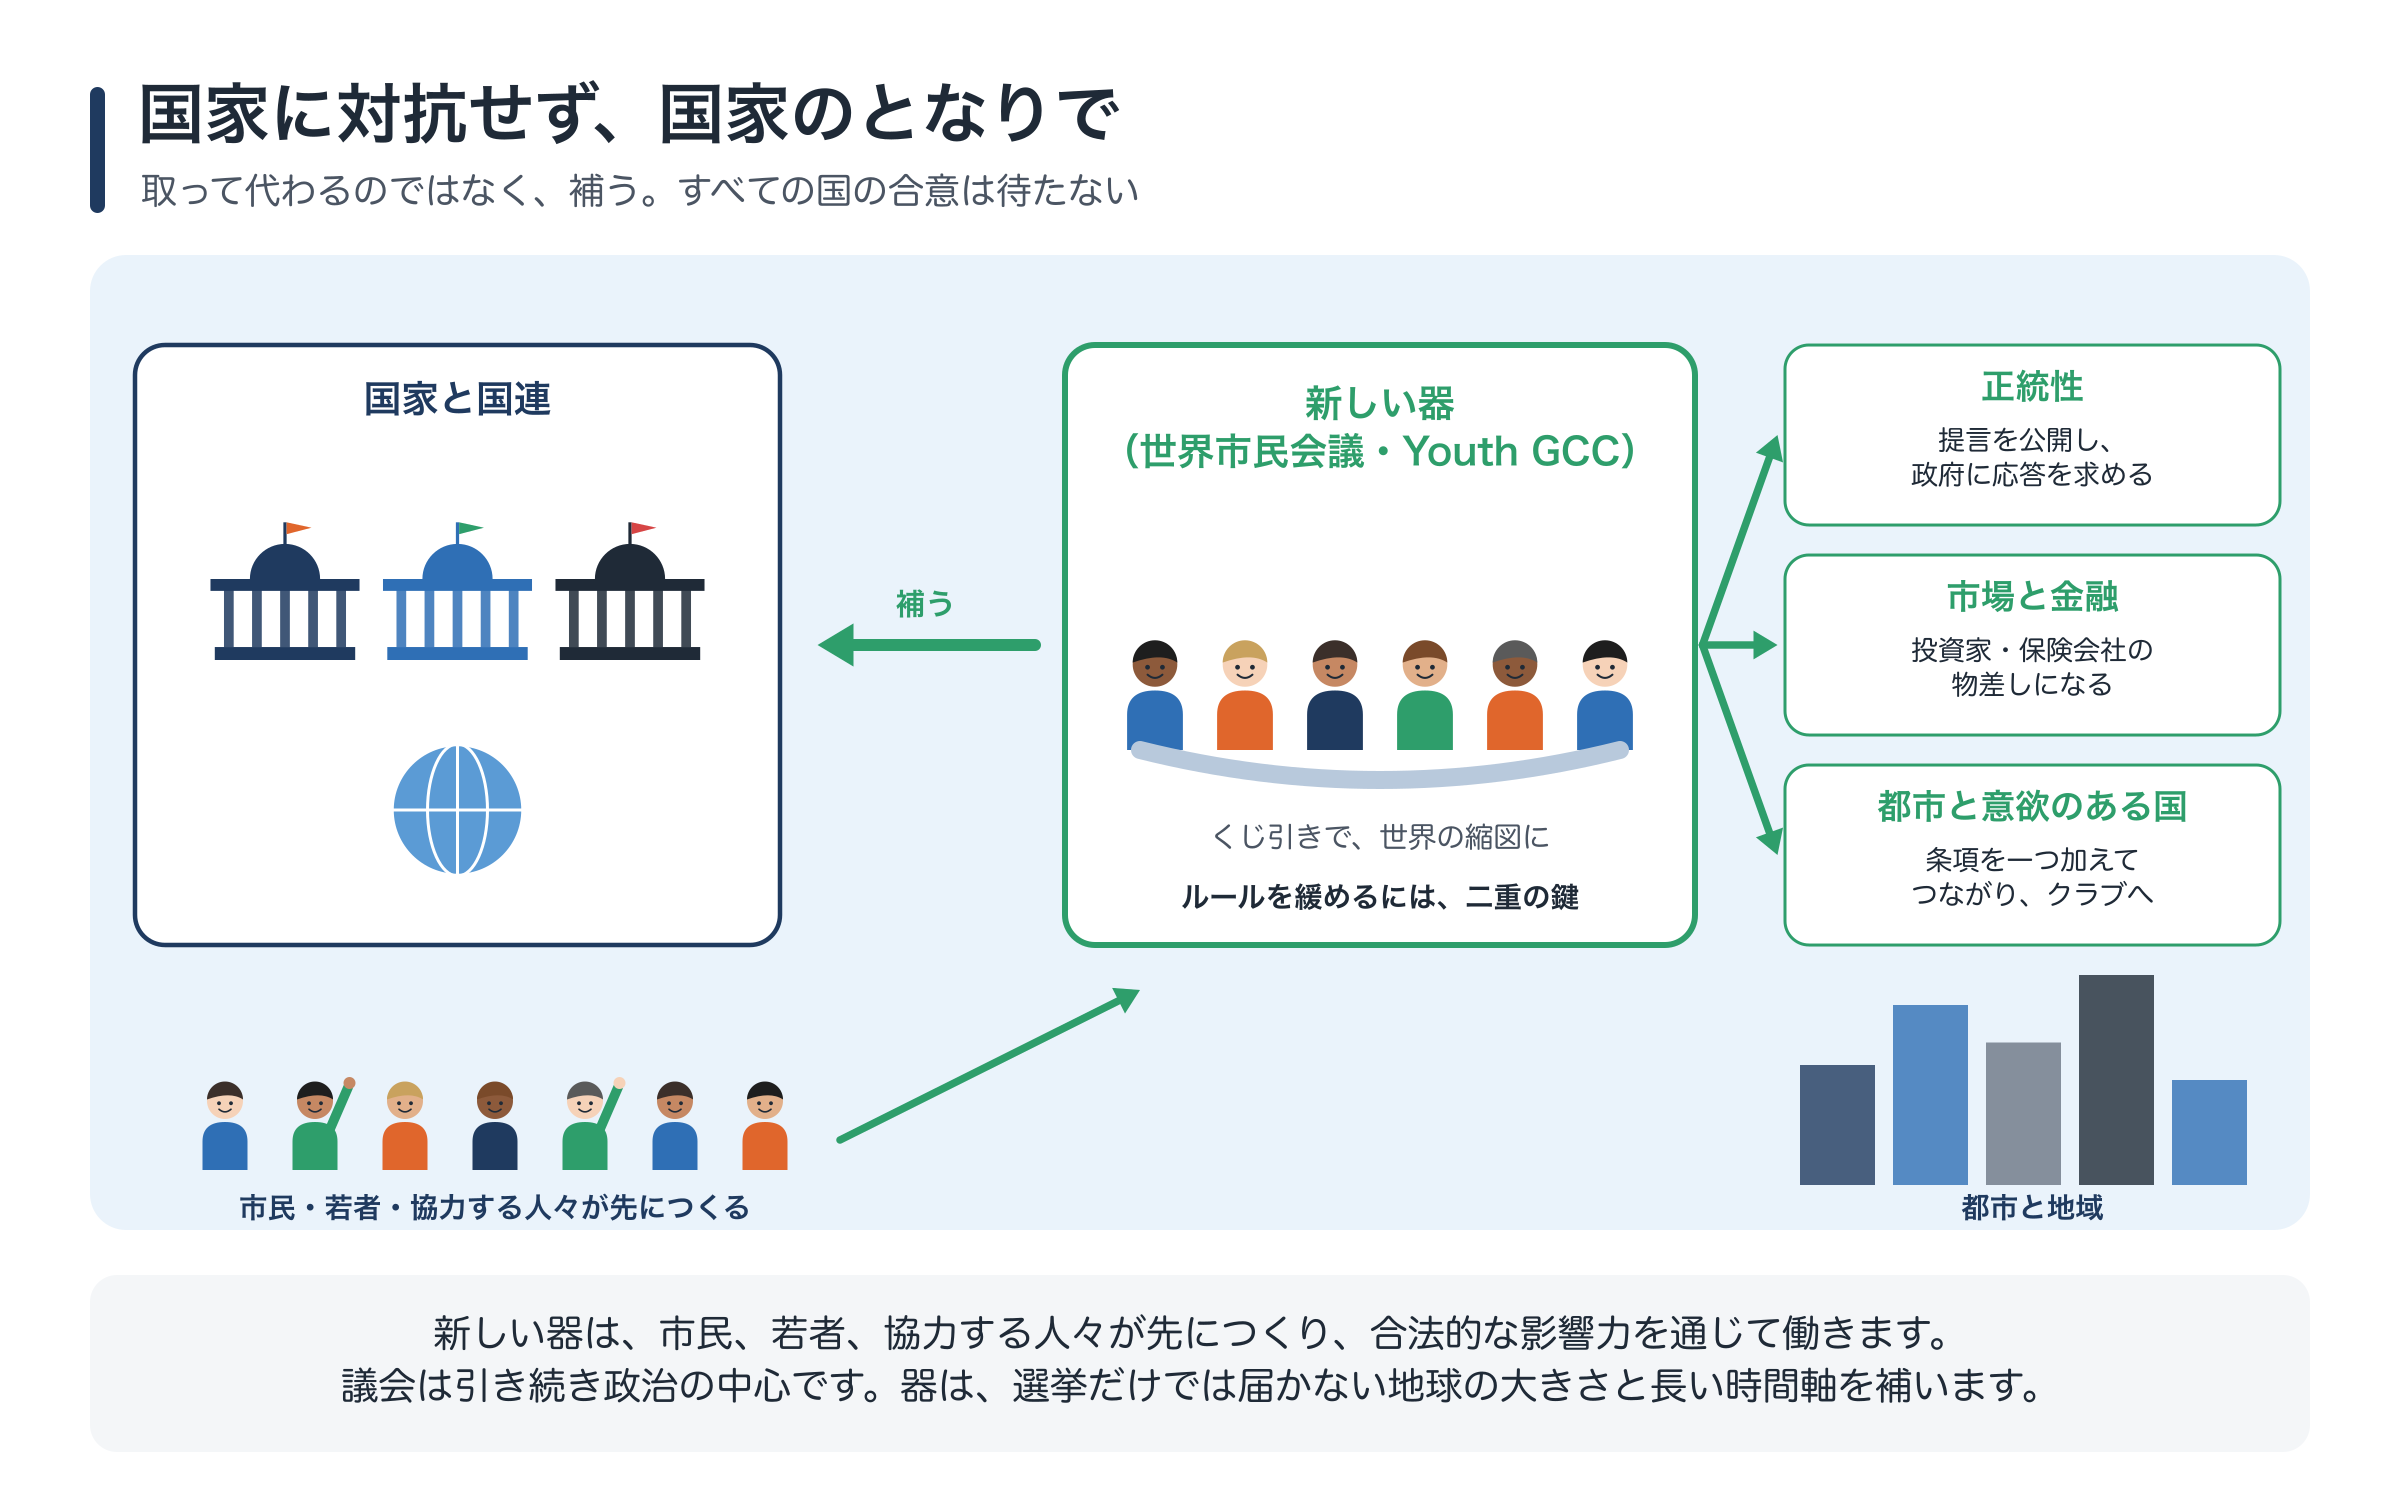 国家に対抗せず、国家のとなりで
取って代わるのではなく、補う。すべての国の合意は待たない
国家と国連
補う
新しい器
（世界市民会議・Youth GCC）
くじ引きで、世界の縮図に
ルールを緩めるには、二重の鍵
正統性
提言を公開し、
政府に応答を求める
市場と金融
投資家・保険会社の
物差しになる
都市と意欲のある国
条項を一つ加えて
つながり、クラブへ
市民・若者・協力する人々が先につくる
都市と地域
新しい器は、市民、若者、協力する人々が先につくり、合法的な影響力を通じて働きます。
議会は引き続き政治の中心です。器は、選挙だけでは届かない地球の大きさと長い時間軸を補います。